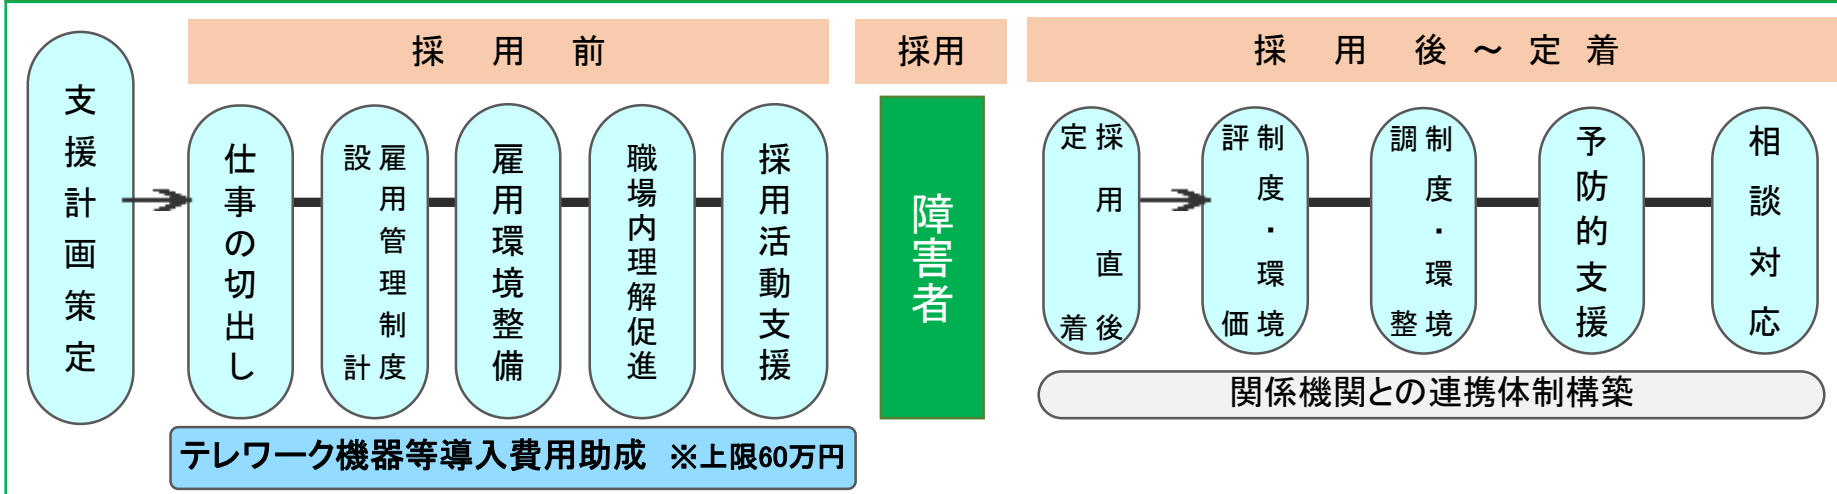 支援計画策定
採用前
仕事の切出し
雇用管理制度
設計
雇用環境整備
職場内理解促進
採用活動支援
テレワーク機器等導入費用助成 ※上限60万円
採用
障害者
採用後～定着
採用直後
定着
制度・環境
評価
制度・環境
調整
予防的支援
相談対応
関係機関との連携体制構築